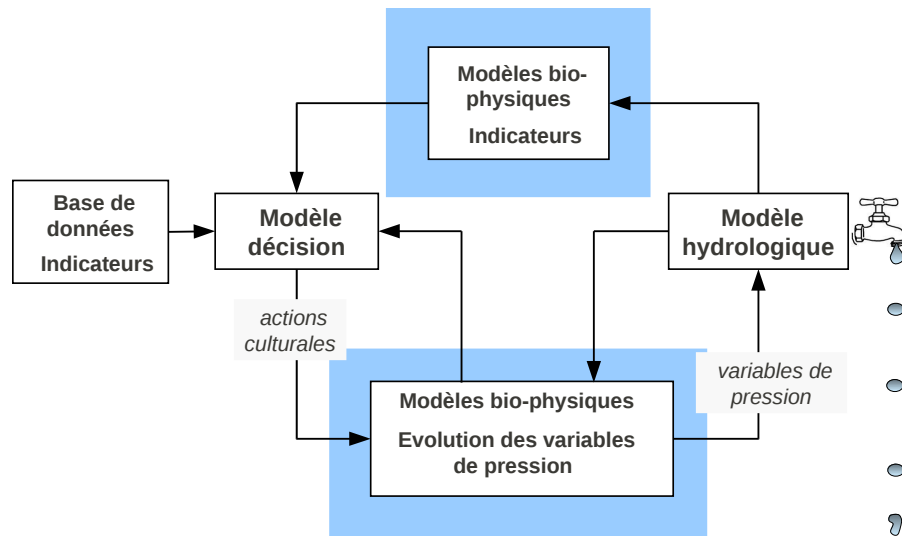 Modèles bio-
physiques
Indicateurs
Base de
données
Indicateurs
Modèle
décision
Modèle
hydrologique
actions
culturales
variables de
pression
Modèles bio-physiques
Evolution des variables
de pression